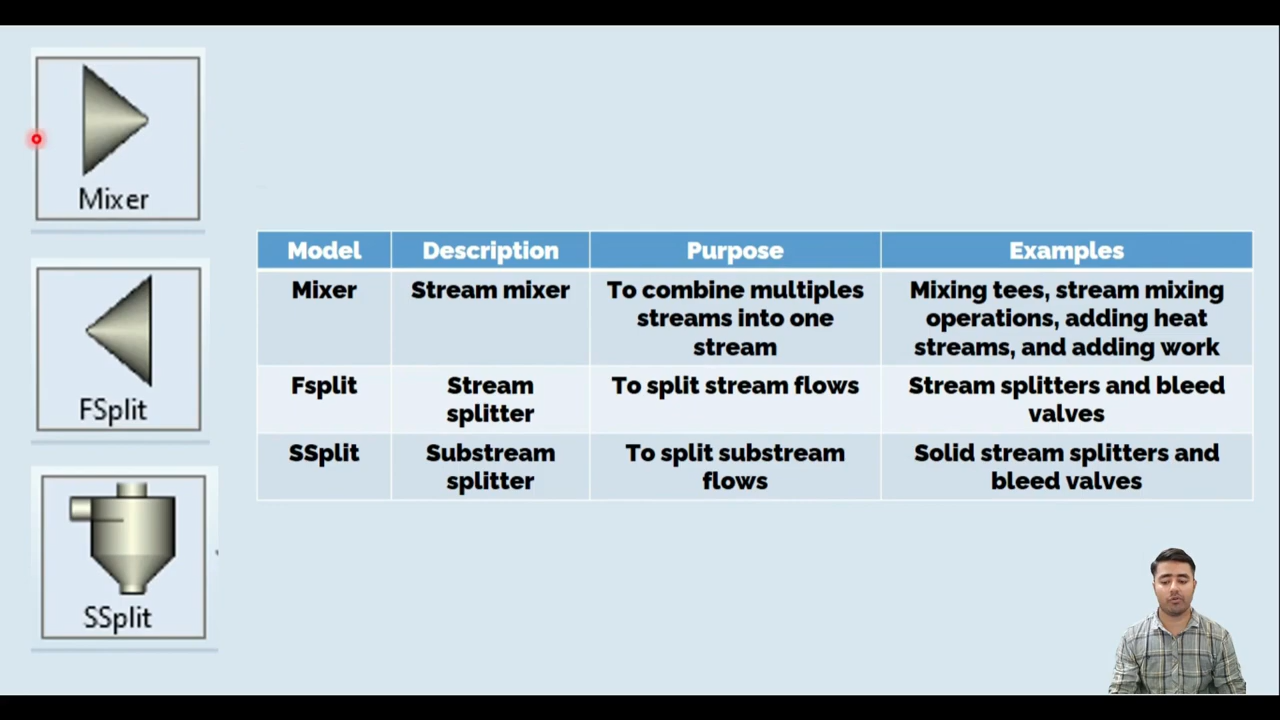 Mixer
FSplit
SSplit
Model Description Purpose Examples
Mixer Stream mixer To combine multiples streams into one stream Mixing tees, stream mixing operations, adding heat streams, and adding work
Fsplit Stream splitter To split stream flows Stream splitters and bleed valves
SSplit Substream splitter To split substream flows Solid stream splitters and bleed valves